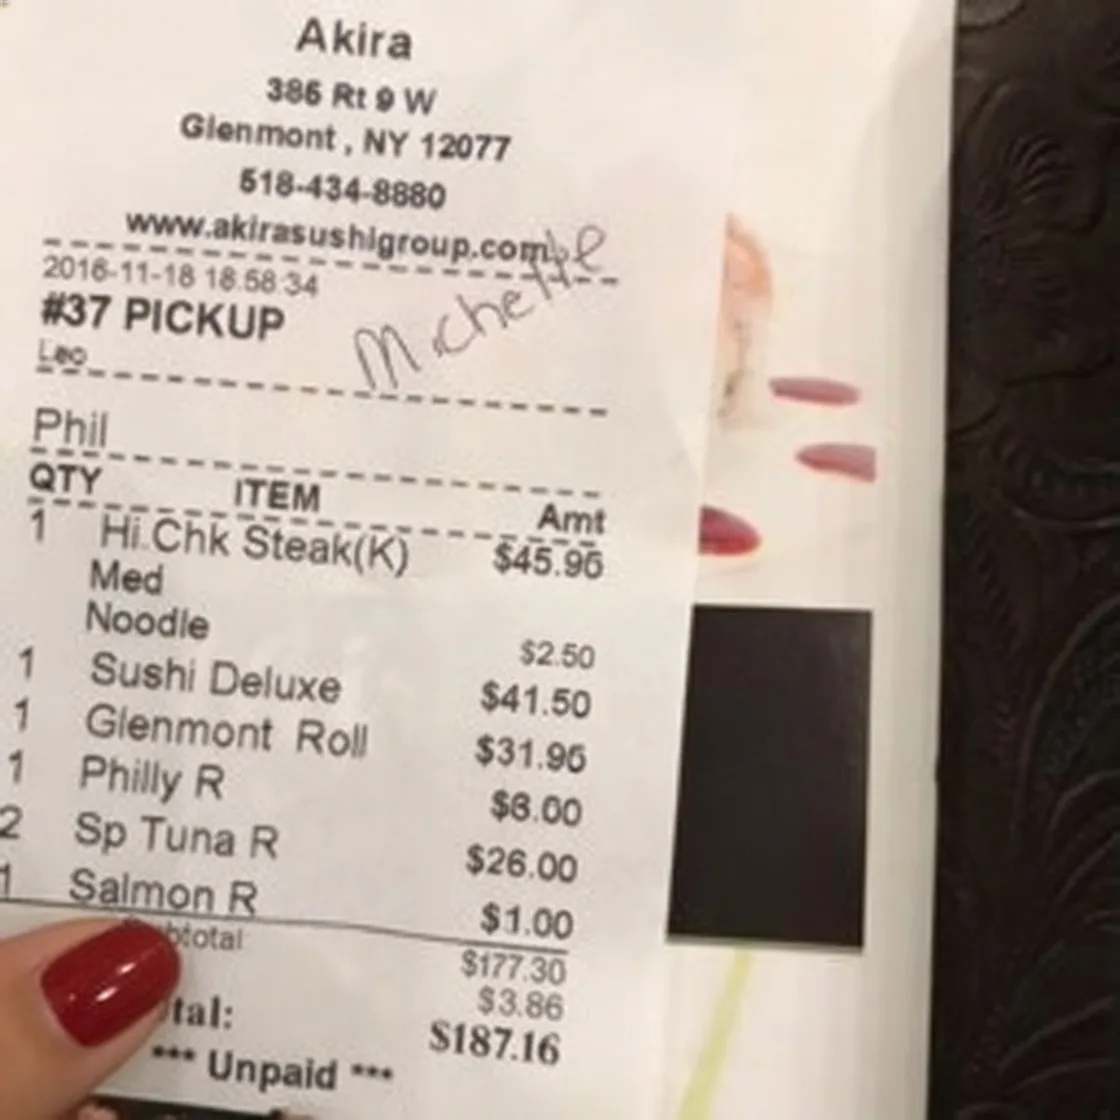 Akira
385 Rt 9 W
Glenmont , NY 12077
518-434-8880
www.akirasushigroup.com
2016-11-18 18:58:34
#37 PICKUP
Michelle
Leo
Phil
QTY ITEM Amt
1 Hi.Chk Steak(K) $45.95
Med
Noodle $2.50
1 Sushi Deluxe $41.50
1 Glenmont Roll $31.95
1 Philly R
2 Sp Tuna R $26.00
1 Salmon R $1.00
$177.30
$3.86
$187.16
*** Unpaid ***